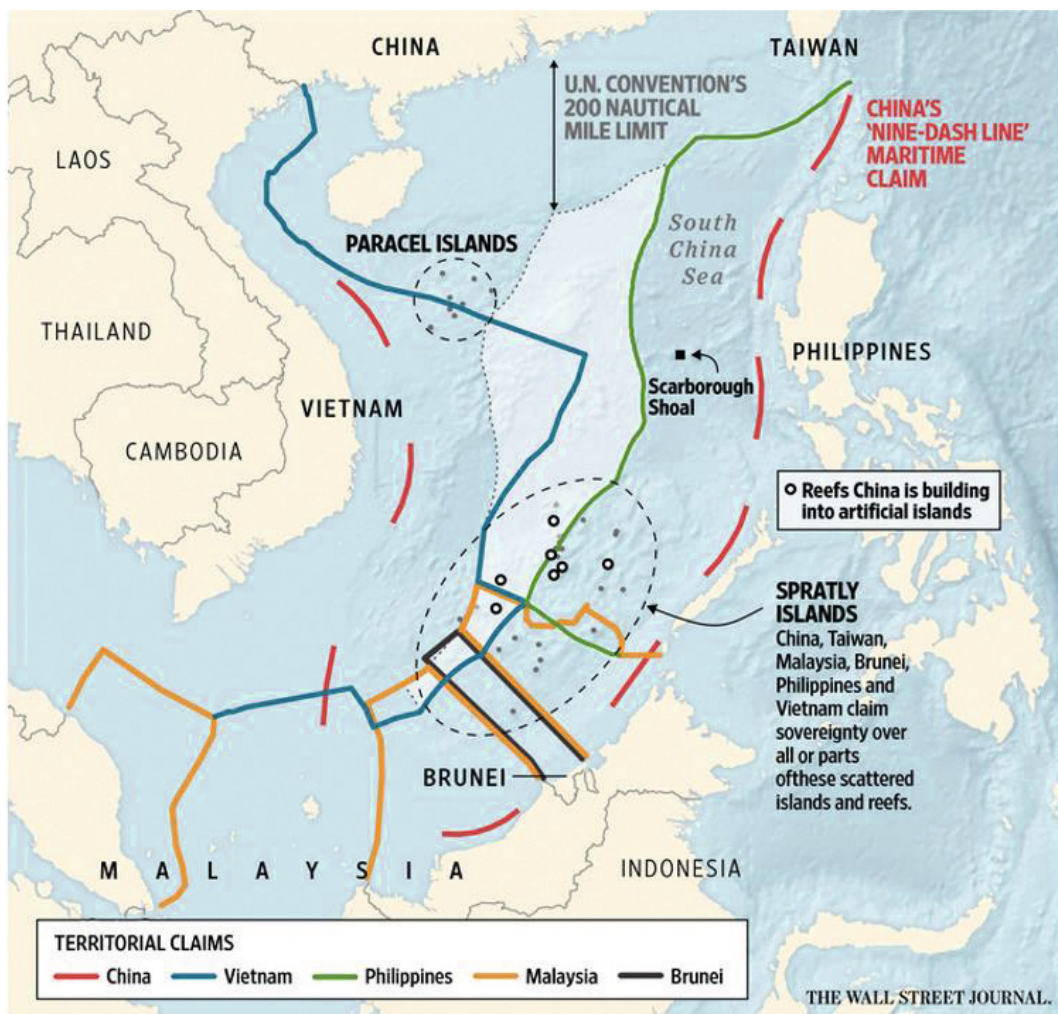 CHINA
TAIWAN
U.N. CONVENTION'S
200 NAUTICAL
MILE LIMIT
CHINA'S
'NINE-DASH LINE'
MARITIME
CLAIM
LAOS
PARACEL ISLANDS
South
China
Sea
THAILAND
PHILIPPINES
Scarborough
Shoal
VIETNAM
CAMBODIA
Reefs China is building
into artificial islands
SPRATLY
ISLANDS
China, Taiwan,
Malaysia, Brunei,
Philippines and
Vietnam claim
sovereignty over
all or parts
ofthese scattered
islands and reefs.
BRUNEI
MALAYSIA
INDONESIA
TERRITORIAL CLAIMS
China Vietnam Philippines Malaysia Brunei
THE WALL STREET JOURNAL.